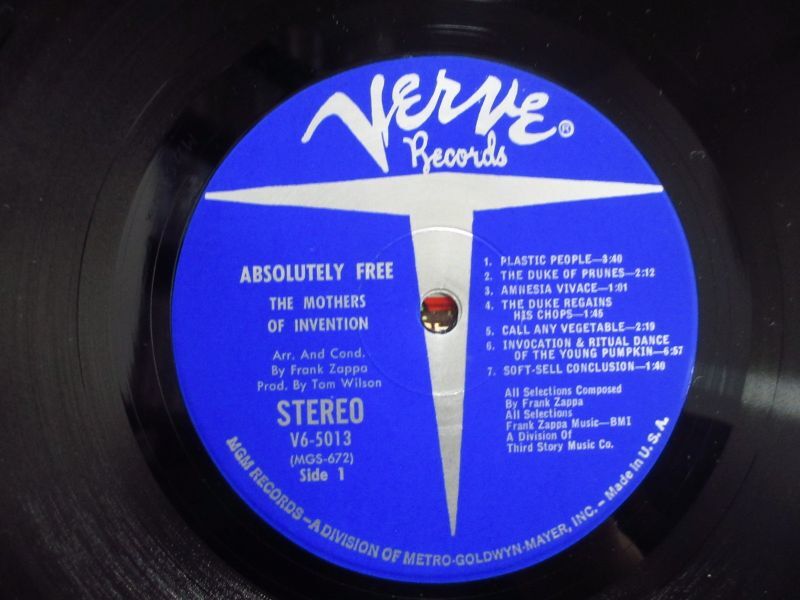 Verve®
Records
ABSOLUTELY FREE
THE MOTHERS
OF INVENTION
Arr. And Cond.
By Frank Zappa
Prod. By Tom Wilson
STEREO
V6-5013
(MGS-672)
Side 1
1. PLASTIC PEOPLE—3:40
2. THE DUKE OF PRUNES—2:12
3. AMNESIA VIVACE—1:01
4. THE DUKE REGAINS
HIS CHOPS—1:45
5. CALL ANY VEGETABLE—2:19
6. INVOCATION & RITUAL DANCE
OF THE YOUNG PUMPKIN—6:57
7. SOFT-SELL CONCLUSION—1:40
All Selections Composed
By Frank Zappa
All Selections
Frank Zappa Music—BMI
A Division Of
Third Story Music Co.
MGM RECORDS—A DIVISION OF METRO-GOLDWYN-MAYER, INC.—Made in U.S.A.